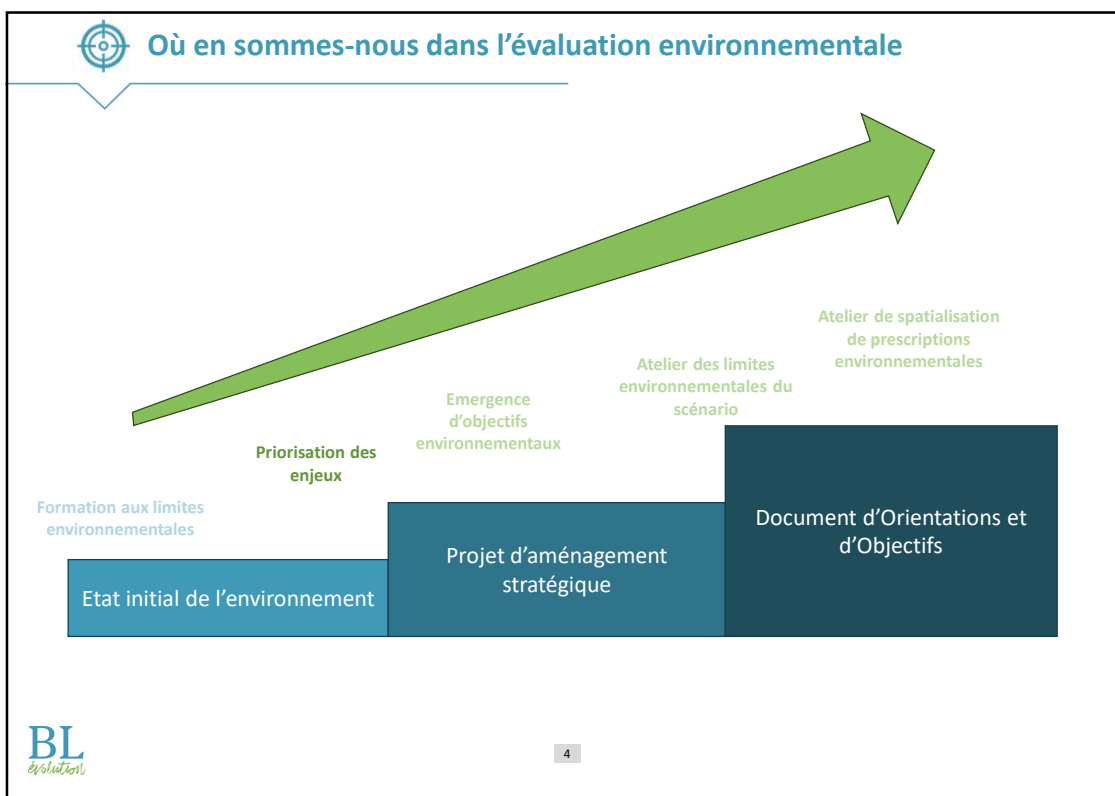 Où en sommes-nous dans l’évaluation environnementale
Atelier de spatialisation
de prescriptions
environnementales
Atelier des limites
environnementales du
scénario
Emergence
d’objectifs
environnementaux
Priorisation des
enjeux
Formation aux limites
environnementales
Etat initial de l’environnement
Projet d’aménagement
stratégique
Document d’Orientations et
d’Objectifs
BL
évolution
4